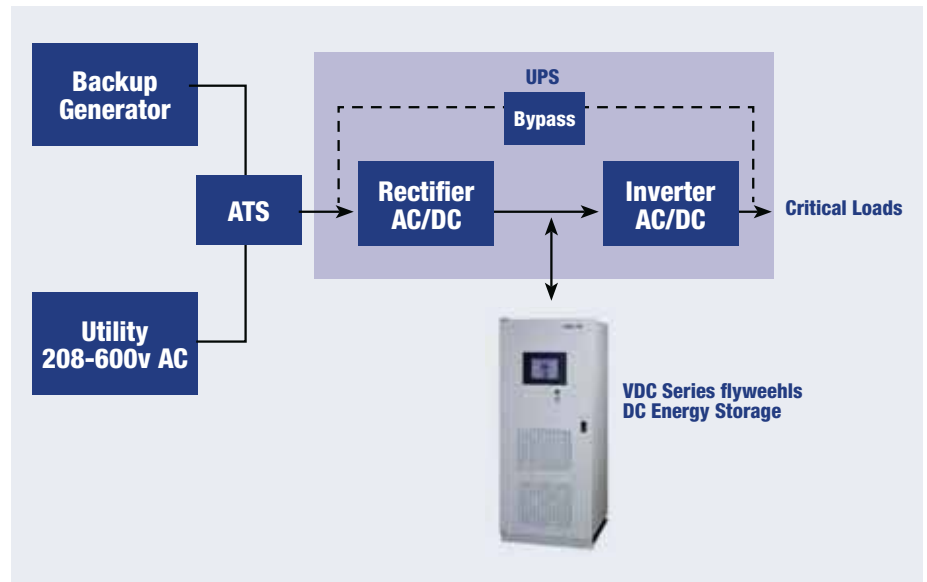 Backup
Generator
UPS
Bypass
ATS
Rectifier
AC/DC
Inverter
AC/DC
Critical Loads
Utility
208-600v AC
VDC Series flyweehls
DC Energy Storage